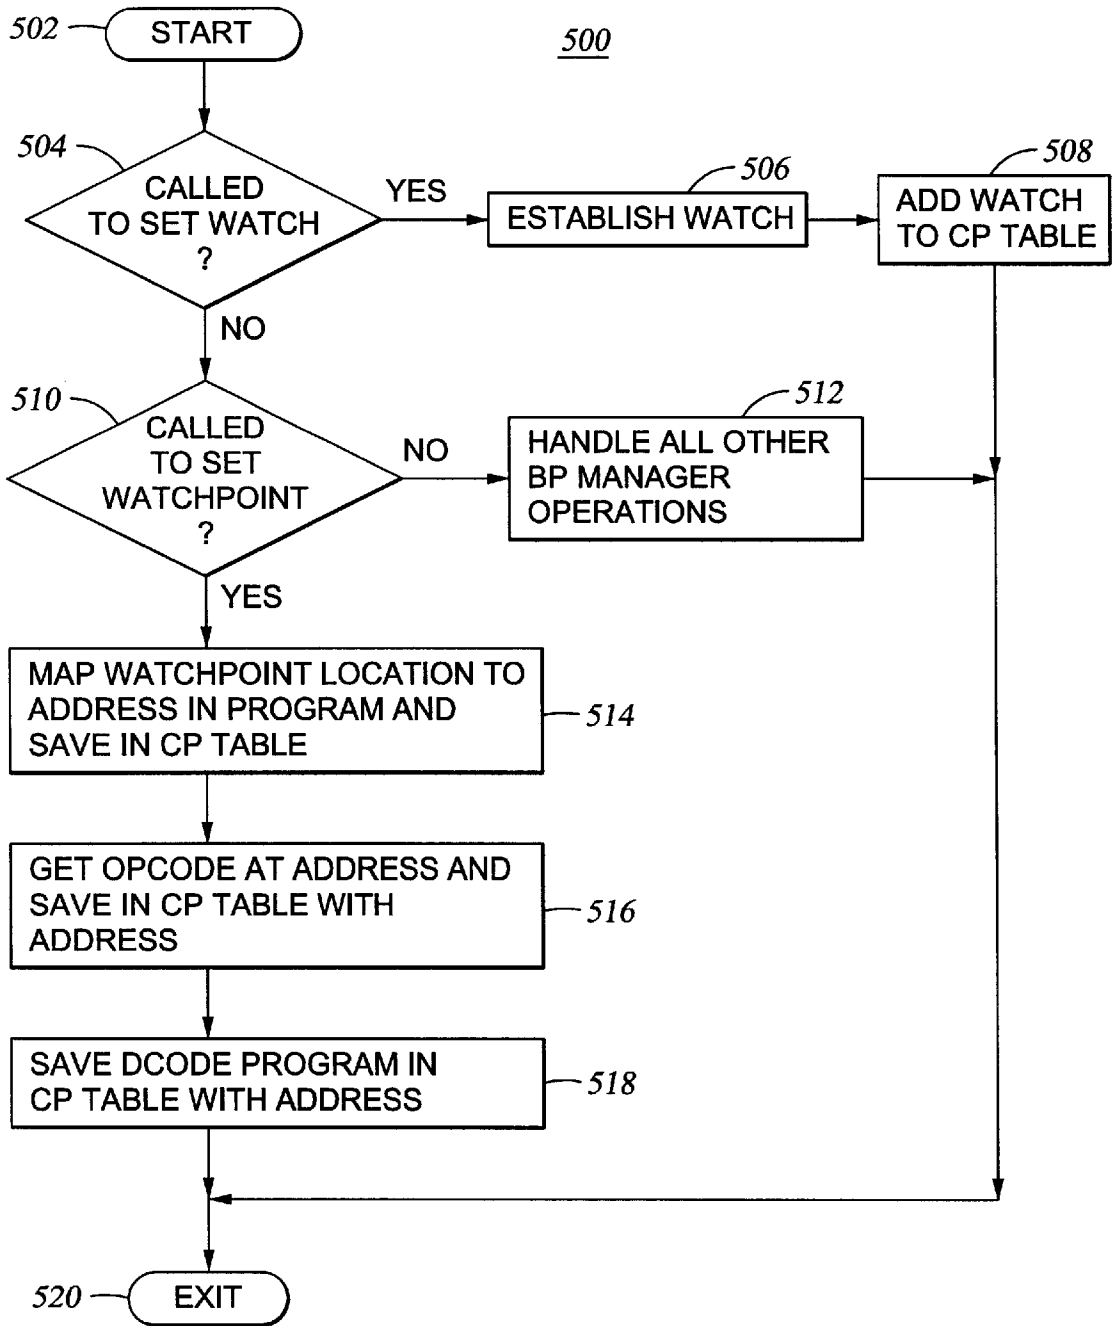 502
START
500
504
CALLED
TO SET WATCH
?
YES
506
ESTABLISH WATCH
508
ADD WATCH
TO CP TABLE
NO
510
CALLED
TO SET
WATCHPOINT
?
NO
512
HANDLE ALL OTHER
BP MANAGER
OPERATIONS
YES
MAP WATCHPOINT LOCATION TO
ADDRESS IN PROGRAM AND
SAVE IN CP TABLE
514
GET OPCODE AT ADDRESS AND
SAVE IN CP TABLE WITH
ADDRESS
516
SAVE DCODE PROGRAM IN
CP TABLE WITH ADDRESS
518
520
EXIT